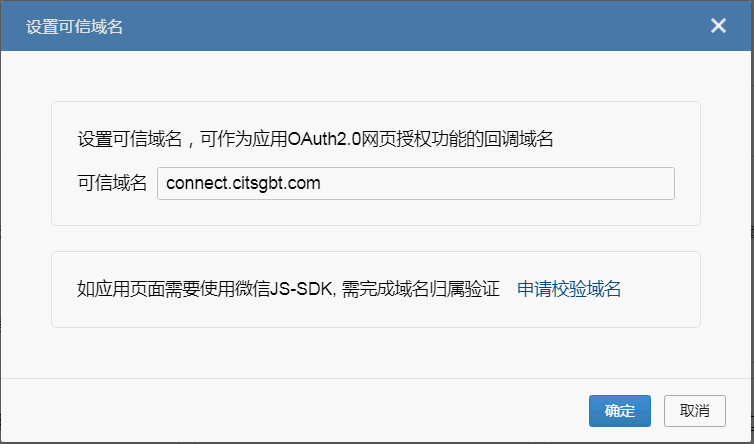 设置可信域名
设置可信域名，可作为应用OAuth2.0网页授权功能的回调域名
可信域名 connect.citsgbt.com
如应用页面需要使用微信JS-SDK, 需完成域名归属验证 申请校验域名
确定 取消